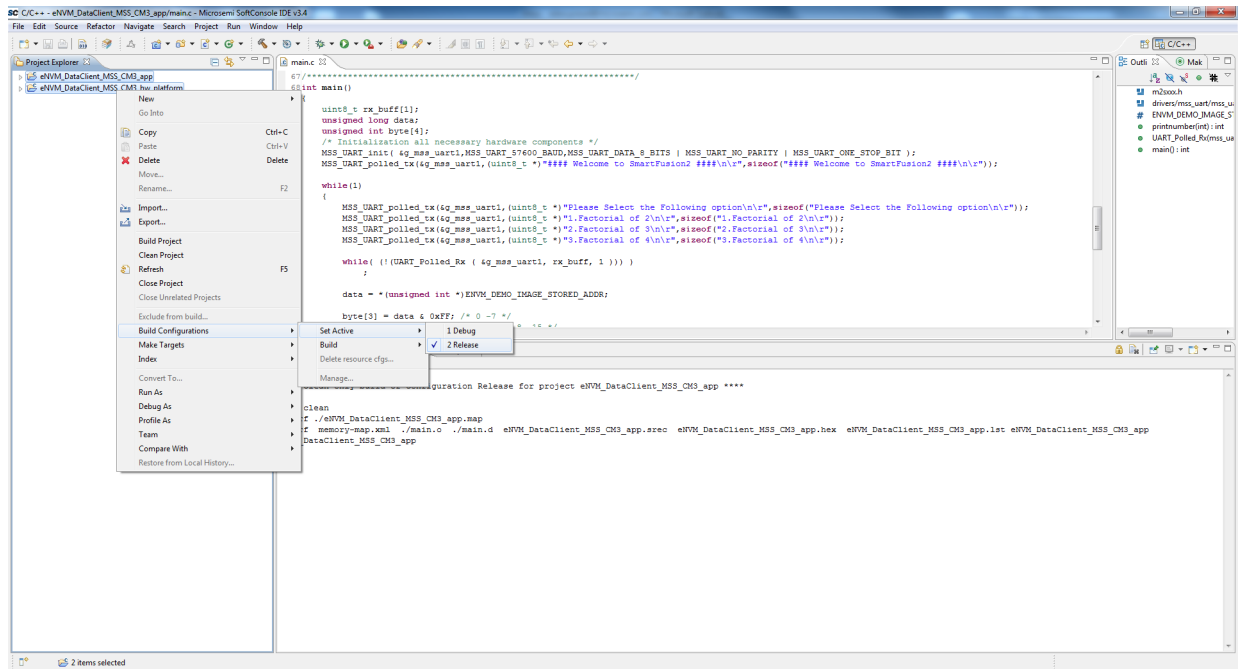 SC C/C++ - eNVM_DataClient_MSS_CM3_app/main.c - Microsemi SoftConsole IDE v3.4
File Edit Source Refactor Navigate Search Project Run Window Help
C/C++
Project Explorer
eNVM_DataClient_MSS_CM3_app
eNVM_DataClient_MSS_CM3_hw_platform
New
Go Into
Copy Ctrl+C
Paste Ctrl+V
Delete Delete
Move...
Rename... F2
Import...
Export...
Build Project
Clean Project
Refresh F5
Close Project
Close Unrelated Projects
Exclude from build...
Build Configurations
Make Targets
Index
Convert To...
Run As
Debug As
Profile As
Team
Compare With
Restore from Local History...
Set Active
Build
Delete resource cfgs...
Manage...
1 Debug
✓ 2 Release
main.c
67/*****************************************************************/
68int main()
uint8_t rx_buff[1];
unsigned long data;
unsigned int byte[4];
/* Initialization all necessary hardware components */
MSS_UART_init( &g_mss_uart1,MSS_UART_57600_BAUD,MSS_UART_DATA_8_BITS | MSS_UART_NO_PARITY | MSS_UART_ONE_STOP_BIT );
MSS_UART_polled_tx(&g_mss_uart1,(uint8_t *)"#### Welcome to SmartFusion2 ####\n\r",sizeof("#### Welcome to SmartFusion2 ####\n\r"));
while(1)
{
MSS_UART_polled_tx(&g_mss_uart1,(uint8_t *)"Please Select the Following option\n\r",sizeof("Please Select the Following option\n\r"));
MSS_UART_polled_tx(&g_mss_uart1,(uint8_t *)"1.Factorial of 2\n\r",sizeof("1.Factorial of 2\n\r"));
MSS_UART_polled_tx(&g_mss_uart1,(uint8_t *)"2.Factorial of 3\n\r",sizeof("2.Factorial of 3\n\r"));
MSS_UART_polled_tx(&g_mss_uart1,(uint8_t *)"3.Factorial of 4\n\r",sizeof("3.Factorial of 4\n\r"));
while( (!(UART_Polled_Rx ( &g_mss_uart1, rx_buff, 1 ))) )
;
data = *(unsigned int *)ENVM_DEMO_IMAGE_STORED_ADDR;
byte[3] = data & 0xFF; /* 0 -7 */
Outli
Mak
m2sxxx.h
drivers/mss_uart/mss_u
ENVM_DEMO_IMAGE_S
printnumber(int) : int
UART_Polled_Rx(mss_ua
main() : int
configuration Release for project eNVM_DataClient_MSS_CM3_app ****
clean
f ./eNVM_DataClient_MSS_CM3_app.map
f memory-map.xml ./main.o ./main.d eNVM_DataClient_MSS_CM3_app.srec eNVM_DataClient_MSS_CM3_app.hex eNVM_DataClient_MSS_CM3_app.lst eNVM_DataClient_MSS_CM3_app
DataClient_MSS_CM3_app
2 items selected